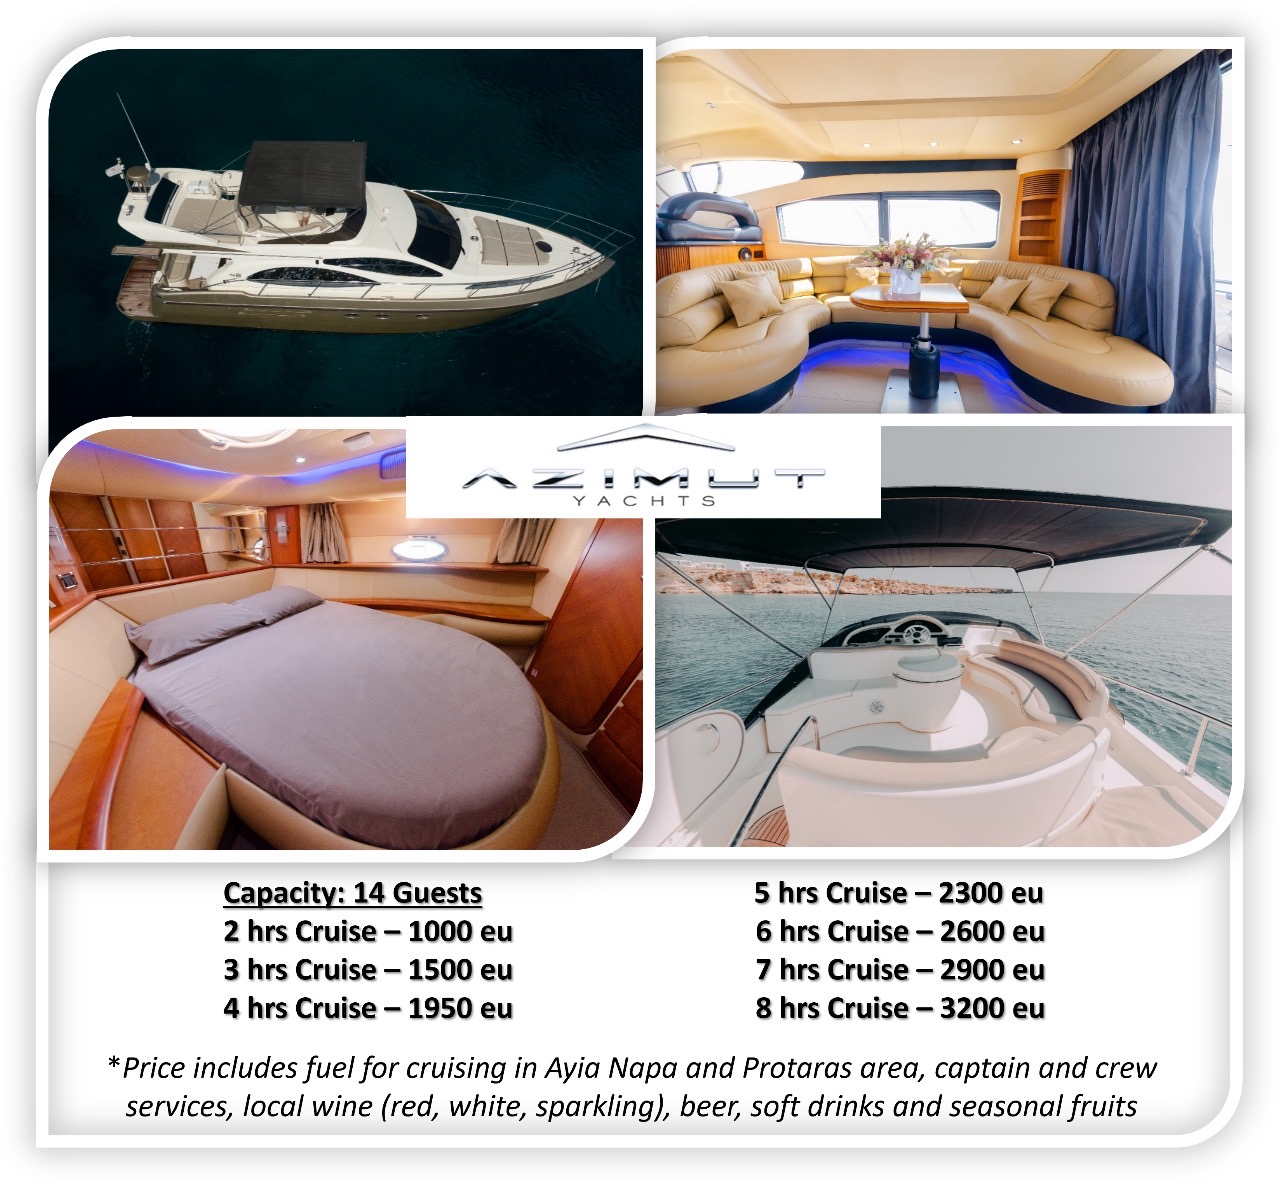 AZIMUT
YACHTS
Capacity: 14 Guests
2 hrs Cruise – 1000 eu
3 hrs Cruise – 1500 eu
4 hrs Cruise – 1950 eu
5 hrs Cruise – 2300 eu
6 hrs Cruise – 2600 eu
7 hrs Cruise – 2900 eu
8 hrs Cruise – 3200 eu
*Price includes fuel for cruising in Ayia Napa and Protaras area, captain and crew
services, local wine (red, white, sparkling), beer, soft drinks and seasonal fruits